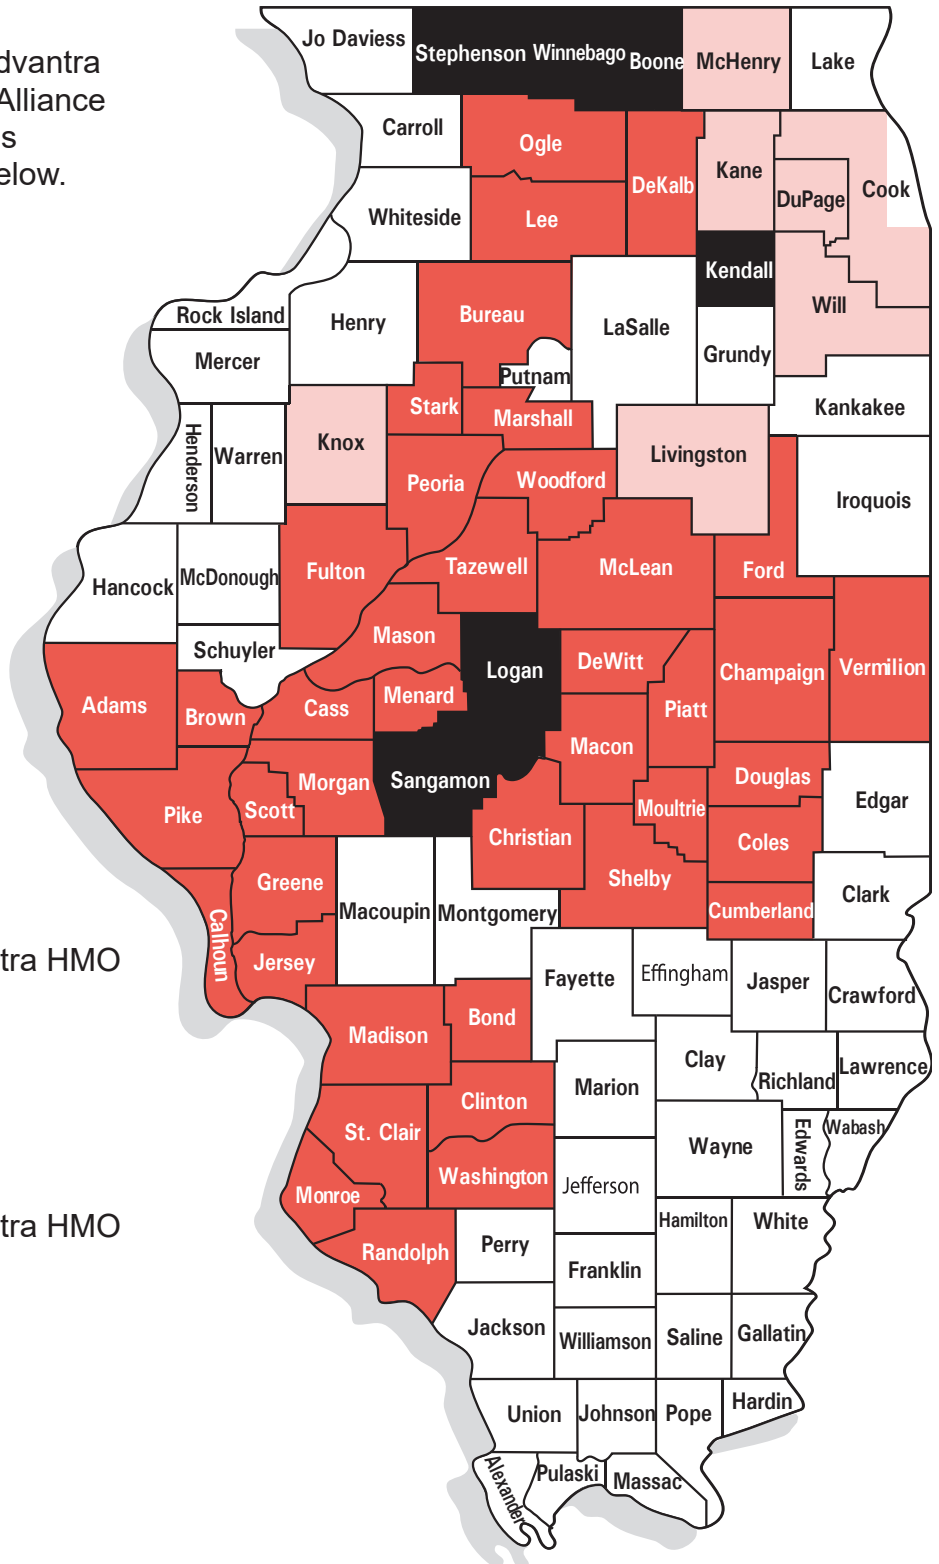 dvantra
Alliance
s
elow.
Jo Daviess
Stephenson
Winnebago
Boone
McHenry
Lake
Carroll
Ogle
DeKalb
Kane
DuPage
Cook
Whiteside
Lee
Kendall
Rock Island
Henry
Bureau
LaSalle
Will
Mercer
Putnam
Grundy
Kankakee
Henderson
Warren
Knox
Stark
Marshall
Livingston
Peoria
Woodford
Iroquois
Hancock
McDonough
Fulton
Tazewell
McLean
Ford
Schuyler
Mason
Logan
DeWitt
Champaign
Vermilion
Adams
Brown
Cass
Menard
Piatt
Macon
Pike
Scott
Morgan
Sangamon
Christian
Moultrie
Douglas
Edgar
Coles
Greene
Shelby
Clark
Calhoun
Macoupin
Montgomery
Cumberland
tra HMO
Jersey
Fayette
Effingham
Jasper
Crawford
Madison
Bond
Clay
Richland
Lawrence
Marion
Clinton
St. Clair
Wayne
Edwards
Wabash
Monroe
Washington
Jefferson
tra HMO
Randolph
Perry
Hamilton
White
Franklin
Jackson
Williamson
Saline
Gallatin
Union
Johnson
Pope
Hardin
Alexander
Pulaski
Massac